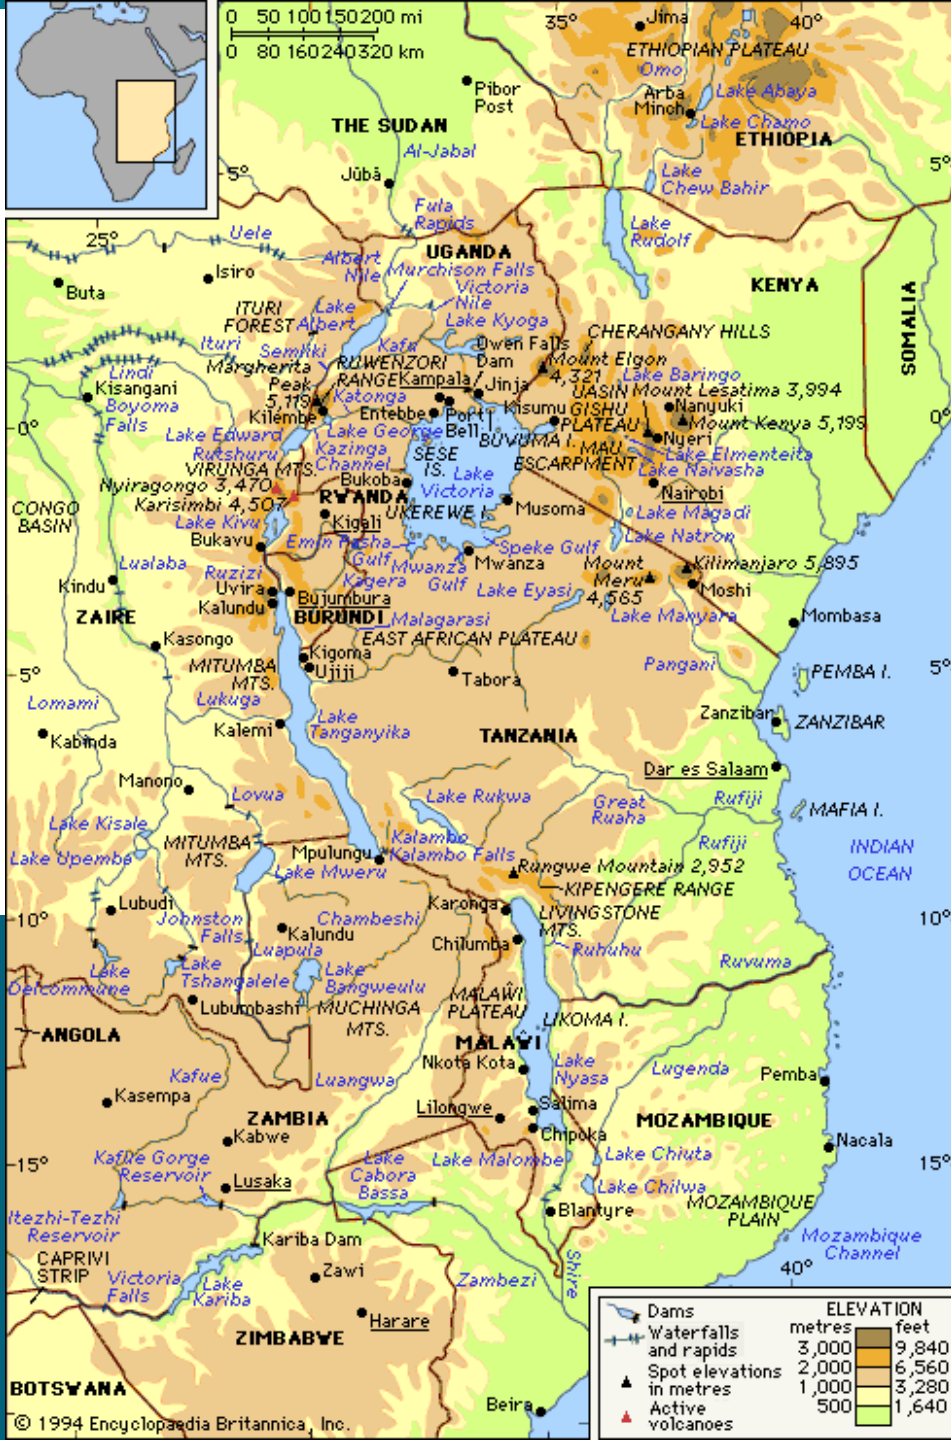 0 50 100 150 200 mi
0 80 160 240 320 km
35°
Jima
40°
ETHIOPIAN PLATEAU
Omo
Pibor
Post
Arba
Minch
Lake Abaya
Lake Chamo
THE SUDAN
ETHIOPIA
Al-Jabal
5°
Jūbā
Lake
Chew Bahir
5°
Fula
Rapids
25°
Uele
UGANDA
Lake
Rudolf
Albert
Nile
Murchison Falls
Isiro
Buta
Victoria
Nile
KENYA
SOMALIA
ITURI
FOREST
Lake
Albert
Lake Kyoga
CHERANGANY HILLS
Ituri
Semliki
Kafu
Owen Falls
Dam
Mount Elgon
4,321
Margherita
Peak
5,119
RUWENZORI
RANGE
Lindi
Kisangani
Boyoma
Falls
Kampala
Jinja
Lake Baringo
UASIN
GISHU
PLATEAU
Mount Lesatima 3,994
Katonga
Kilembe
Entebbe
Port
Bell
Kisumu
Nanyuki
Mount Kenya 5,199
0°
0°
Lake Edward
Lake George
BUVUMA I.
MAU
ESCARPMENT
Nyeri
Rutshuru
Kazinga
Channel
SESE
IS.
Lake Elmenteita
VIRUNGA MTS.
Lake Naivasha
Nyiragongo 3,470
Bukoba
Lake
Victoria
Nairobi
Karisimbi 4,507
RWANDA
CONGO
BASIN
UKEREWE I.
Musoma
Lake Kivu
Kigali
Lake Magadi
Bukavu
Emin Pasha
Gulf
Speke Gulf
Lake Natron
Lualaba
Mwanza
Gulf
Mwanza
Mount
Meru
4,565
Kilimanjaro 5,895
Kindu
Ruzizi
Kagera
Uvira
Bujumbura
Lake Eyasi
Moshi
Kalundu
ZAIRE
BURUNDI
Malagarasi
Lake Manyara
Mombasa
Kasongo
EAST AFRICAN PLATEAU
Kigoma
Ujiji
MITUMBA
MTS.
Tabora
Pangani
PEMBA I.
5°
5°
Lomami
Lukuga
Kabinda
Kalemi
Lake
Tanganyika
TANZANIA
Zanzibar
ZANZIBAR
Manono
Dar es Salaam
Lovua
Lake Rukwa
Great
Ruaha
Rufiji
MAFIA I.
Lake Kisale
MITUMBA
MTS.
Kalambo
Kalambo Falls
Rufiji
INDIAN
OCEAN
Lake Upemba
Mpulungu
Lake Mweru
Rungwe Mountain 2,952
KIPENGERE RANGE
Lubudi
Karonga
LIVINGSTONE
MTS.
10°
10°
Johnston
Falls
Chambeshi
Kalundu
Chilumba
Luapula
Ruhuhu
Ruvuma
Lake
Delcommune
Lake
Tshangalele
Lake
Bangweulu
Lubumbashi
MUCHINGA
MTS.
MALAŴI
PLATEAU
LIKOMA I.
ANGOLA
MALAŴI
Nkota Kota
Lake
Nyasa
Kafue
Luangwa
Lugenda
Pemba
Kasempa
ZAMBIA
Lilongwe
Salima
MOZAMBIQUE
Kabwe
Chipoka
Nacala
Kafue Gorge
Reservoir
Lake
Cabora
Bassa
Lake Malombe
Lake Chiuta
15°
15°
Lusaka
Lake Chilwa
MOZAMBIQUE
PLAIN
Itezhi-Tezhi
Reservoir
Blantyre
Kariba Dam
Mozambique
Channel
CAPRIVI
STRIP
Victoria
Falls
Lake
Kariba
Zawi
Zambezi
Shire
40°
Harare
ZIMBABWE
BOTSWANA
Beira
© 1994 Encyclopaedia Britannica, Inc.
Dams
Waterfalls
and rapids
Spot elevations
in metres
Active
volcanoes
ELEVATION
metres feet
3,000 9,840
2,000 6,560
1,000 3,280
500 1,640